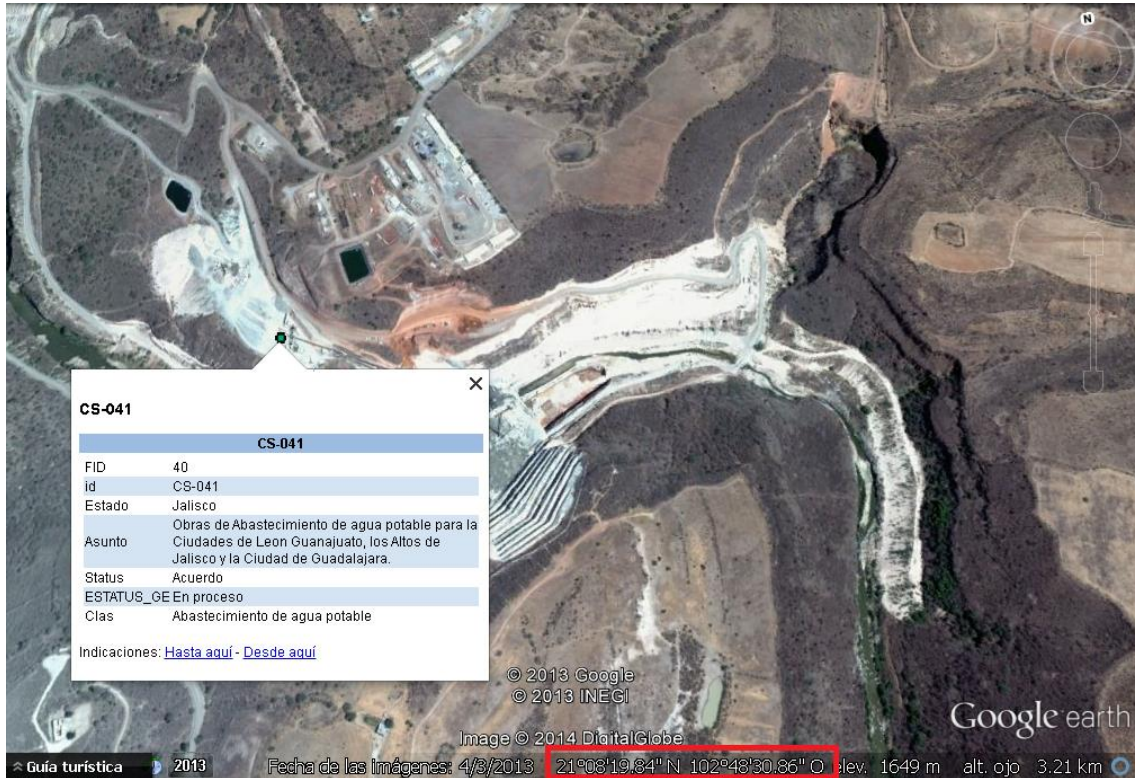 N
CS-041
CS-041
FID 40
id CS-041
Estado Jalisco
Asunto Obras de Abastecimiento de agua potable para la
Ciudades de Leon Guanajuato, los Altos de
Jalisco y la Ciudad de Guadalajara.
Status Acuerdo
ESTATUS_GE En proceso
Clas Abastecimiento de agua potable
Indicaciones: Hasta aquí - Desde aquí
© 2013 Google
© 2013 INEGI
Image © 2014 DigitalGlobe
Google earth
Guía turística 2013 Fecha de las imágenes: 4/3/2013 21°08'19.84" N 102°48'30.86" O elev. 1649 m alt. ojo 3.21 km